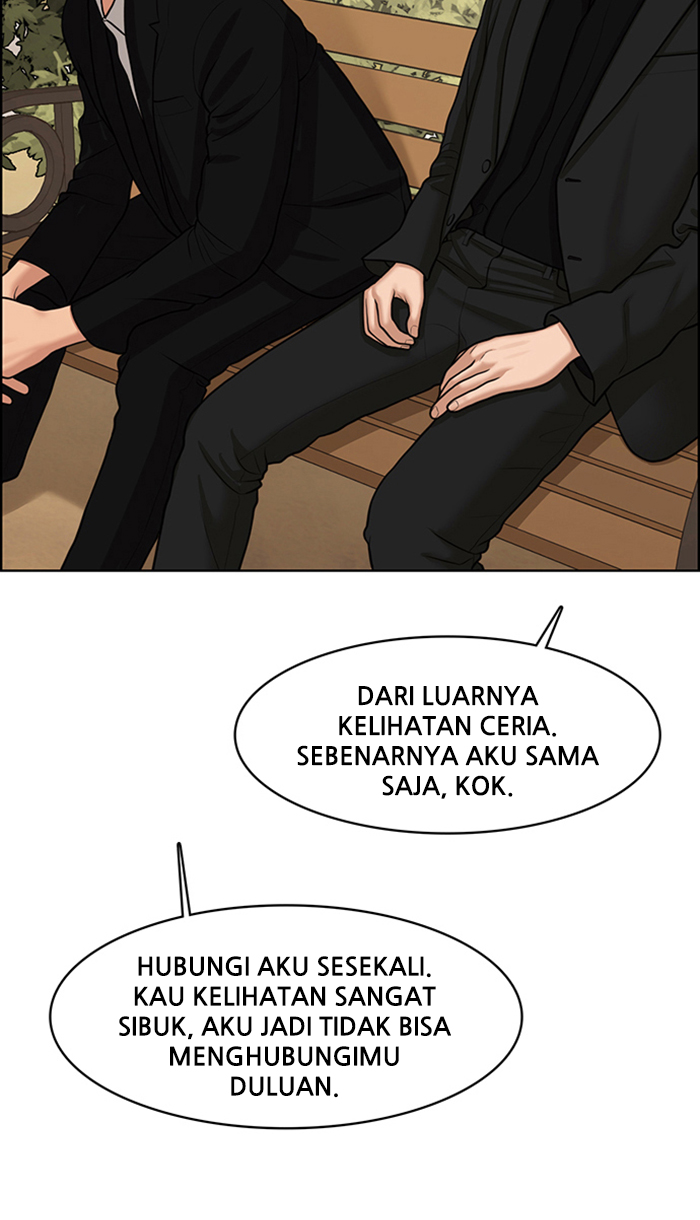 DARI LUARNYA
KELIHATAN CERIA.
SEBENARNYA AKU SAMA
SAJA, KOK.
HUBUNGI AKU SESEKALI.
KAU KELIHATAN SANGAT
SIBUK, AKU JADI TIDAK BISA
MENGHUBUNGIMU
DULUAN.